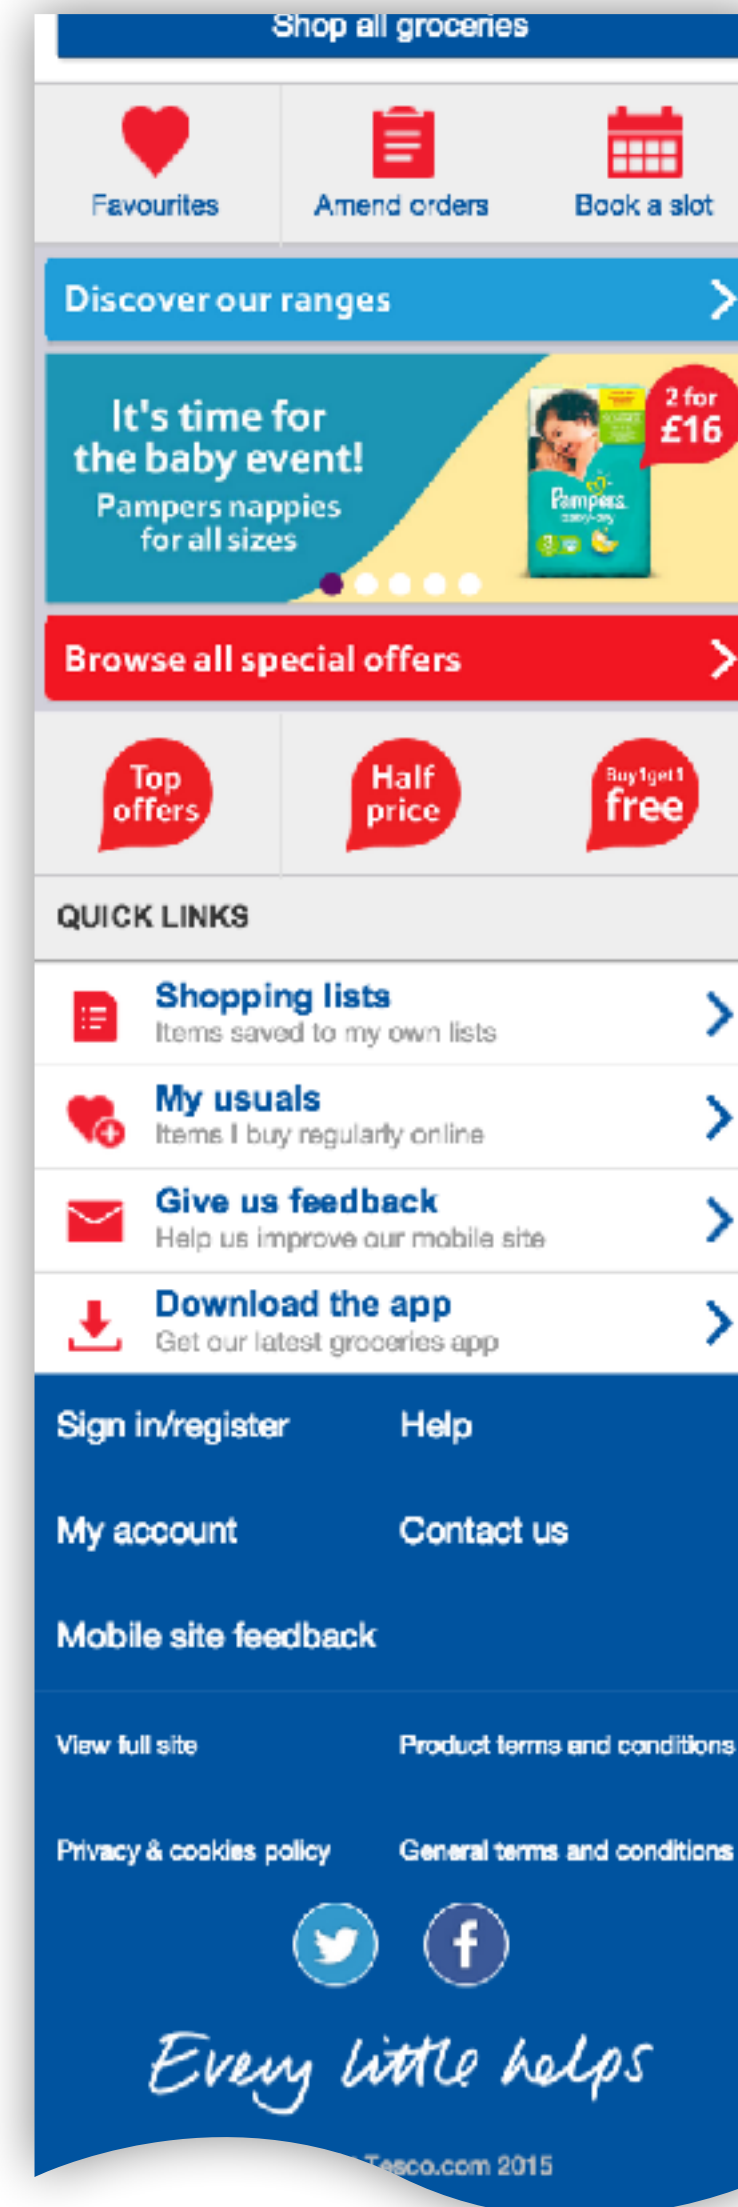 Shop all groceries
Favourites
Amend orders
Book a slot
Discover our ranges
It's time for
the baby event!
Pampers nappies
for all sizes
2 for
£16
Pampers
baby-dry
3
Browse all special offers
Top
offers
Half
price
Buy 1 get 1
free
QUICK LINKS
Shopping lists
Items saved to my own lists
My usuals
Items I buy regularly online
Give us feedback
Help us improve our mobile site
Download the app
Get our latest groceries app
Sign in/register
Help
My account
Contact us
Mobile site feedback
View full site
Product terms and conditions
Privacy & cookies policy
General terms and conditions
Every little helps
Tesco.com 2015